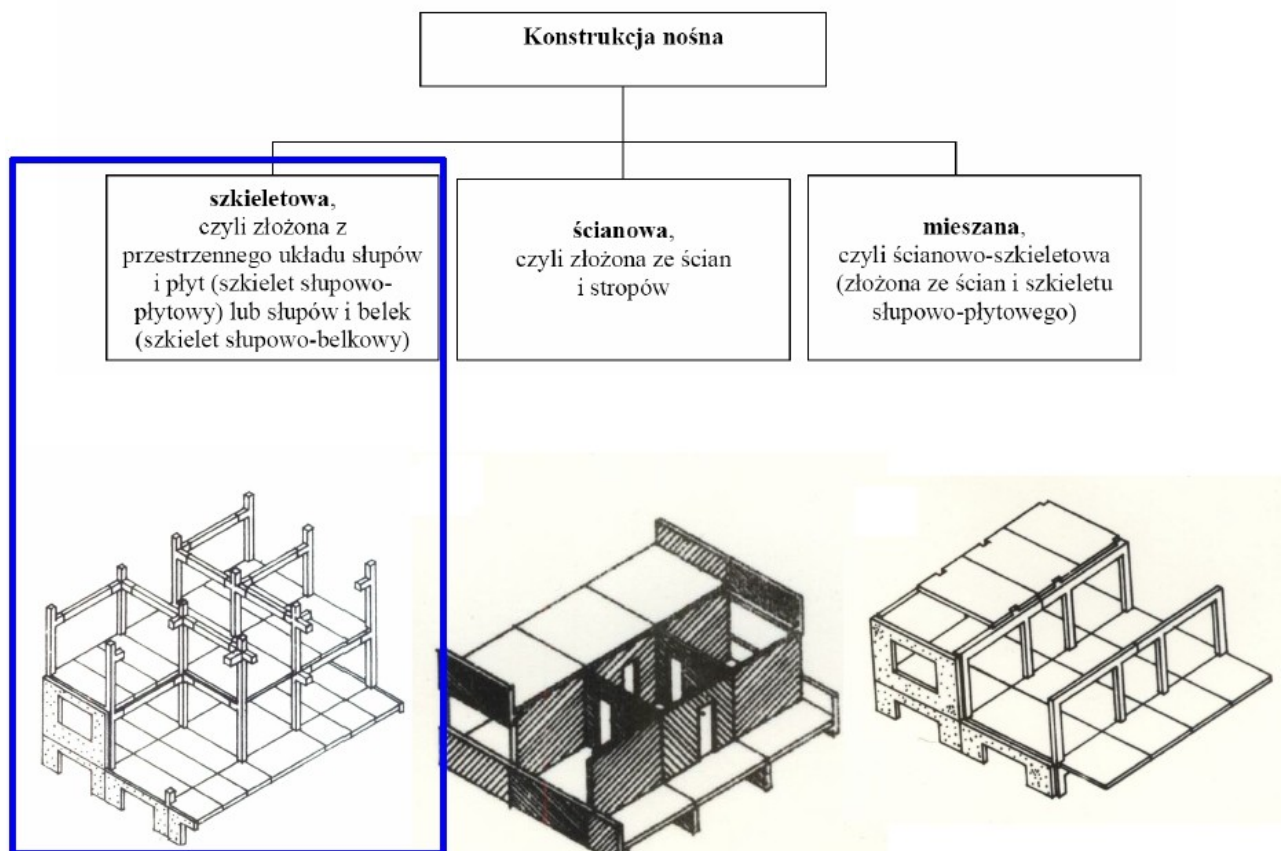 Konstrukcja nośna
szkieletowa,
czyli złożona z
przestrzennego układu słupów
i płyt (szkielet słupowo-
płytowy) lub słupów i belek
(szkielet słupowo-belkowy)
ścianowa,
czyli złożona ze ścian
i stropów
mieszana,
czyli ścianowo-szkieletowa
(złożona ze ścian i szkieletu
słupowo-płytowego)